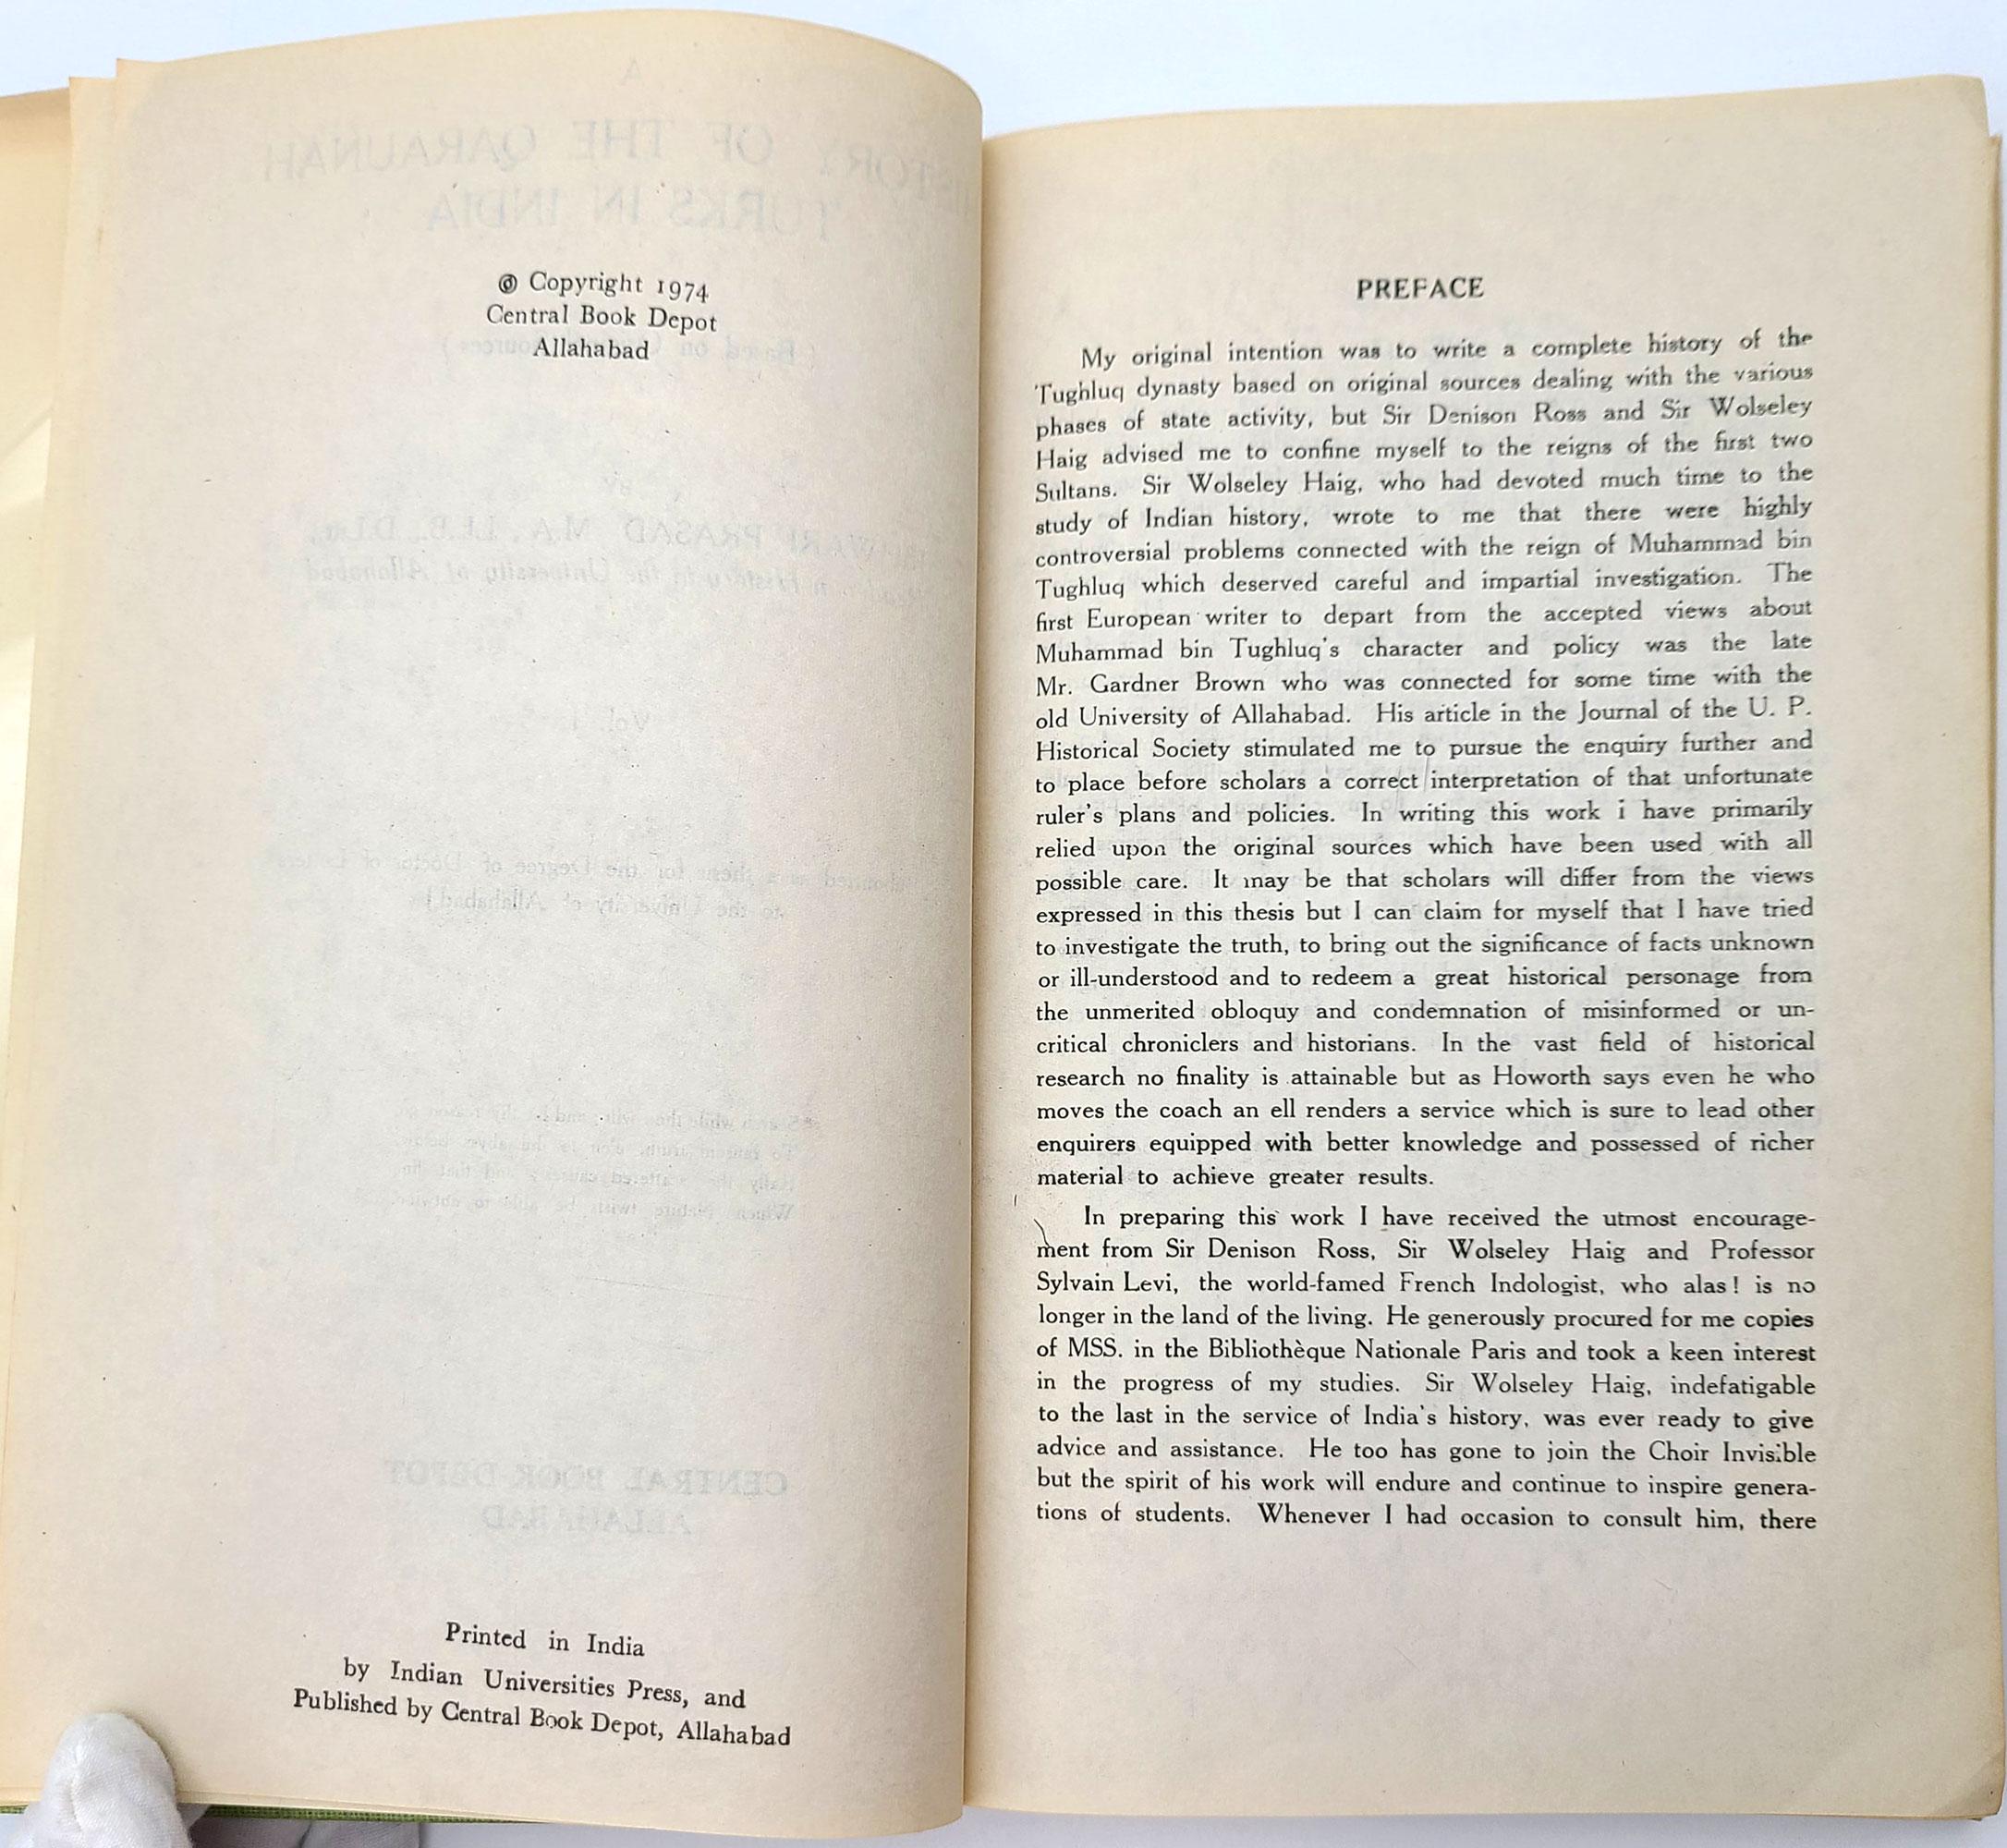 © Copyright 1974
Central Book Depot
Allahabad
Printed in India
by Indian Universities Press, and
Published by Central Book Depot, Allahabad
PREFACE
My original intention was to write a complete history of the
Tughluq dynasty based on original sources dealing with the various
phases of state activity, but Sir Denison Ross and Sir Wolseley
Haig advised me to confine myself to the reigns of the first two
Sultans. Sir Wolseley Haig, who had devoted much time to the
study of Indian history, wrote to me that there were highly
controversial problems connected with the reign of Muhammad bin
Tughluq which deserved careful and impartial investigation. The
first European writer to depart from the accepted views about
Muhammad bin Tughluq's character and policy was the late
Mr. Gardner Brown who was connected for some time with the
old University of Allahabad. His article in the Journal of the U. P.
Historical Society stimulated me to pursue the enquiry further and
to place before scholars a correct interpretation of that unfortunate
ruler's plans and policies. In writing this work i have primarily
relied upon the original sources which have been used with all
possible care. It may be that scholars will differ from the views
expressed in this thesis but I can claim for myself that I have tried
to investigate the truth, to bring out the significance of facts unknown
or ill-understood and to redeem a great historical personage from
the unmerited obloquy and condemnation of misinformed or un-
critical chroniclers and historians. In the vast field of historical
research no finality is attainable but as Howorth says even he who
moves the coach an ell renders a service which is sure to lead other
enquirers equipped with better knowledge and possessed of richer
material to achieve greater results.
In preparing this work I have received the utmost encourage-
ment from Sir Denison Ross, Sir Wolseley Haig and Professor
Sylvain Levi, the world-famed French Indologist, who alas! is no
longer in the land of the living. He generously procured for me copies
of MSS. in the Bibliothèque Nationale Paris and took a keen interest
in the progress of my studies. Sir Wolseley Haig, indefatigable
to the last in the service of India's history, was ever ready to give
advice and assistance. He too has gone to join the Choir Invisible
but the spirit of his work will endure and continue to inspire genera-
tions of students. Whenever I had occasion to consult him, there